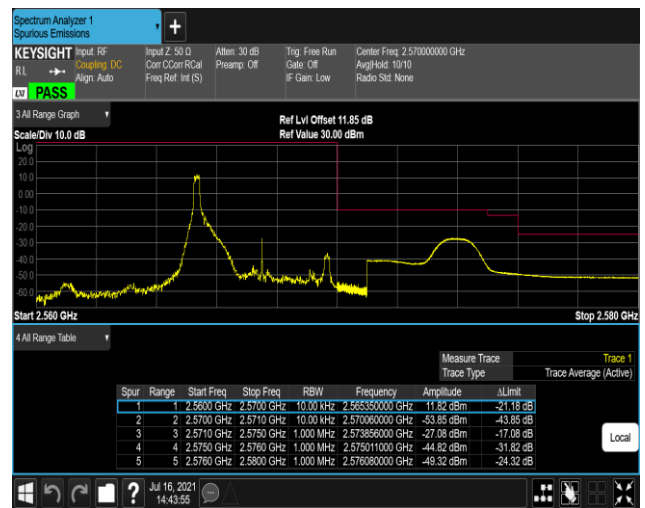 Spectrum Analyzer 1
Spurious Emissions
+
KEYSIGHT Input: RF Input Z: 50 Ω Atten: 30 dB Trig: Free Run Center Freq: 2.570000000 GHz
R L Coupling: DC Corr CCorr RCal Preamp: Off Gate: Off Avg|Hold: 10/10
Align: Auto Freq Ref: Int (S) IF Gain: Low Radio Std: None
LXI PASS
3 All Range Graph
Ref Lvl Offset 11.85 dB
Scale/Div 10.0 dB Ref Value 30.00 dBm
Log
20.0
10.0
0.00
-10.0
-20.0
-30.0
-40.0
-50.0
-60.0
Start 2.560 GHz Stop 2.580 GHz
4 All Range Table
Measure Trace Trace 1
Trace Type Trace Average (Active)
Spur Range Start Freq Stop Freq RBW Frequency Amplitude ΔLimit
1 1 2.5600 GHz 2.5700 GHz 10.00 kHz 2.565350000 GHz 11.82 dBm -21.18 dB
2 2 2.5700 GHz 2.5710 GHz 10.00 kHz 2.570060000 GHz -53.85 dBm -43.85 dB
3 3 2.5710 GHz 2.5750 GHz 1.000 MHz 2.573856000 GHz -27.08 dBm -17.08 dB
4 4 2.5750 GHz 2.5760 GHz 1.000 MHz 2.575011000 GHz -44.82 dBm -31.82 dB
5 5 2.5760 GHz 2.5800 GHz 1.000 MHz 2.576080000 GHz -49.32 dBm -24.32 dB
Local
? Jul 16, 2021
14:43:55